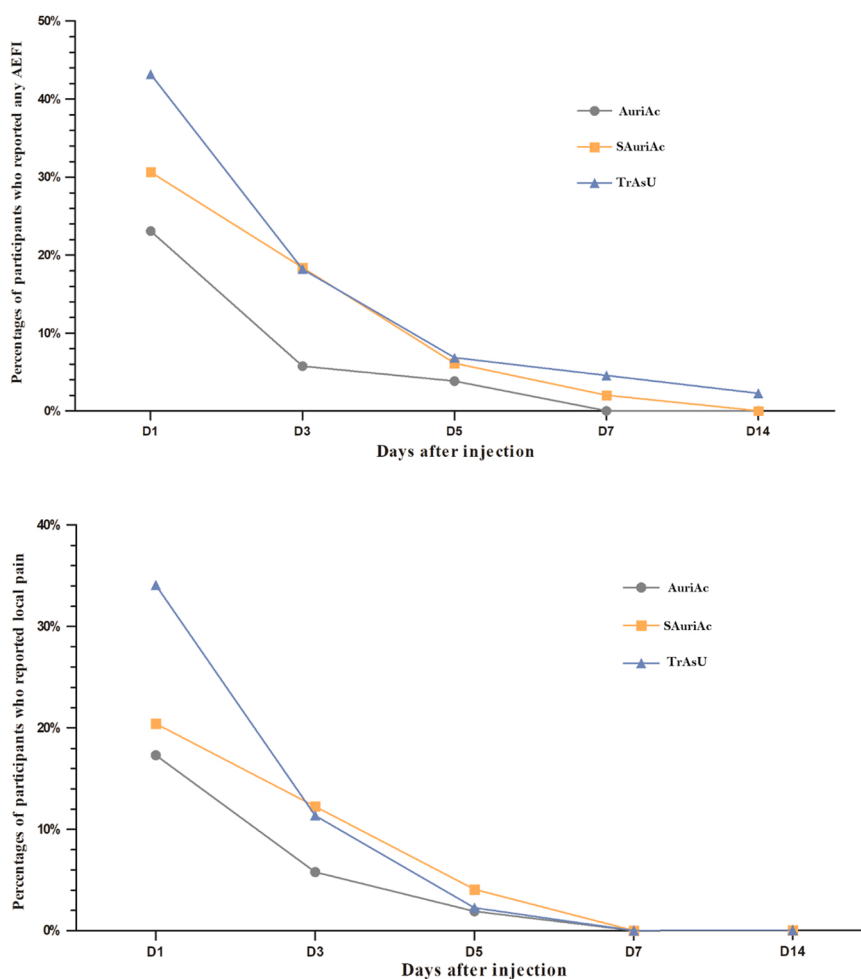 Percentages of participants who reported any AEFI
50%
40%
30%
20%
10%
0%
AuriAc
SAuriAc
TrAsU
D1 D3 D5 D7 D14
Days after injection
Percentages of participants who reported local pain
40%
30%
20%
10%
0%
AuriAc
SAuriAc
TrAsU
D1 D3 D5 D7 D14
Days after injection